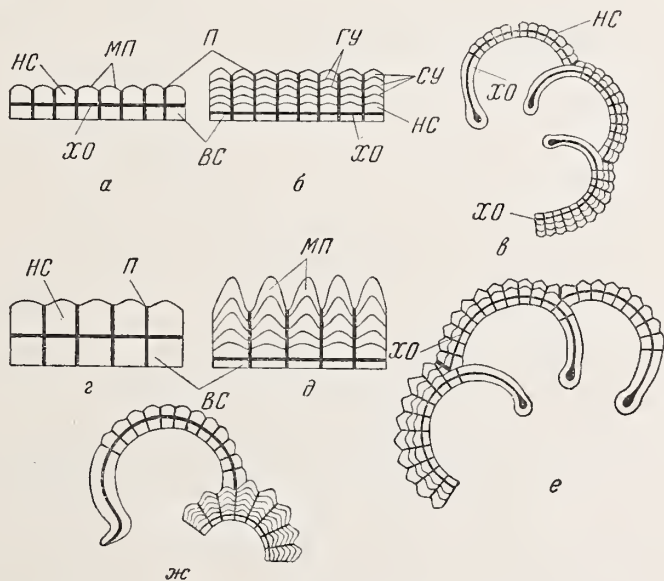 НС МП П ГУ СУ НС
ХО ВС ХО НС ХО
а б ХО в
НС П МП ХО
г ВС д е
ж